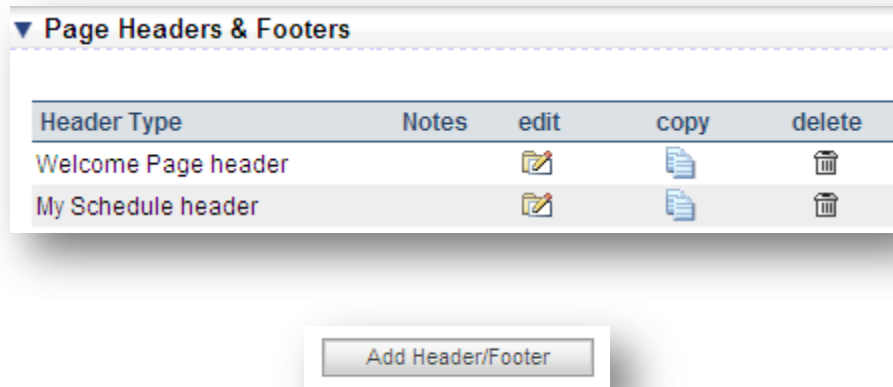 ▼ Page Headers & Footers
Header Type Notes edit copy delete
Welcome Page header
My Schedule header
Add Header/Footer